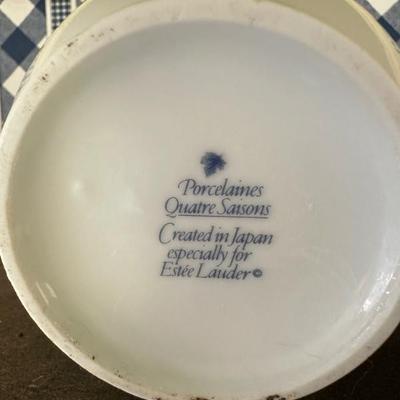 Porcelaines
Quatre Saisons
Created in Japan
especially for
Estée Lauder©